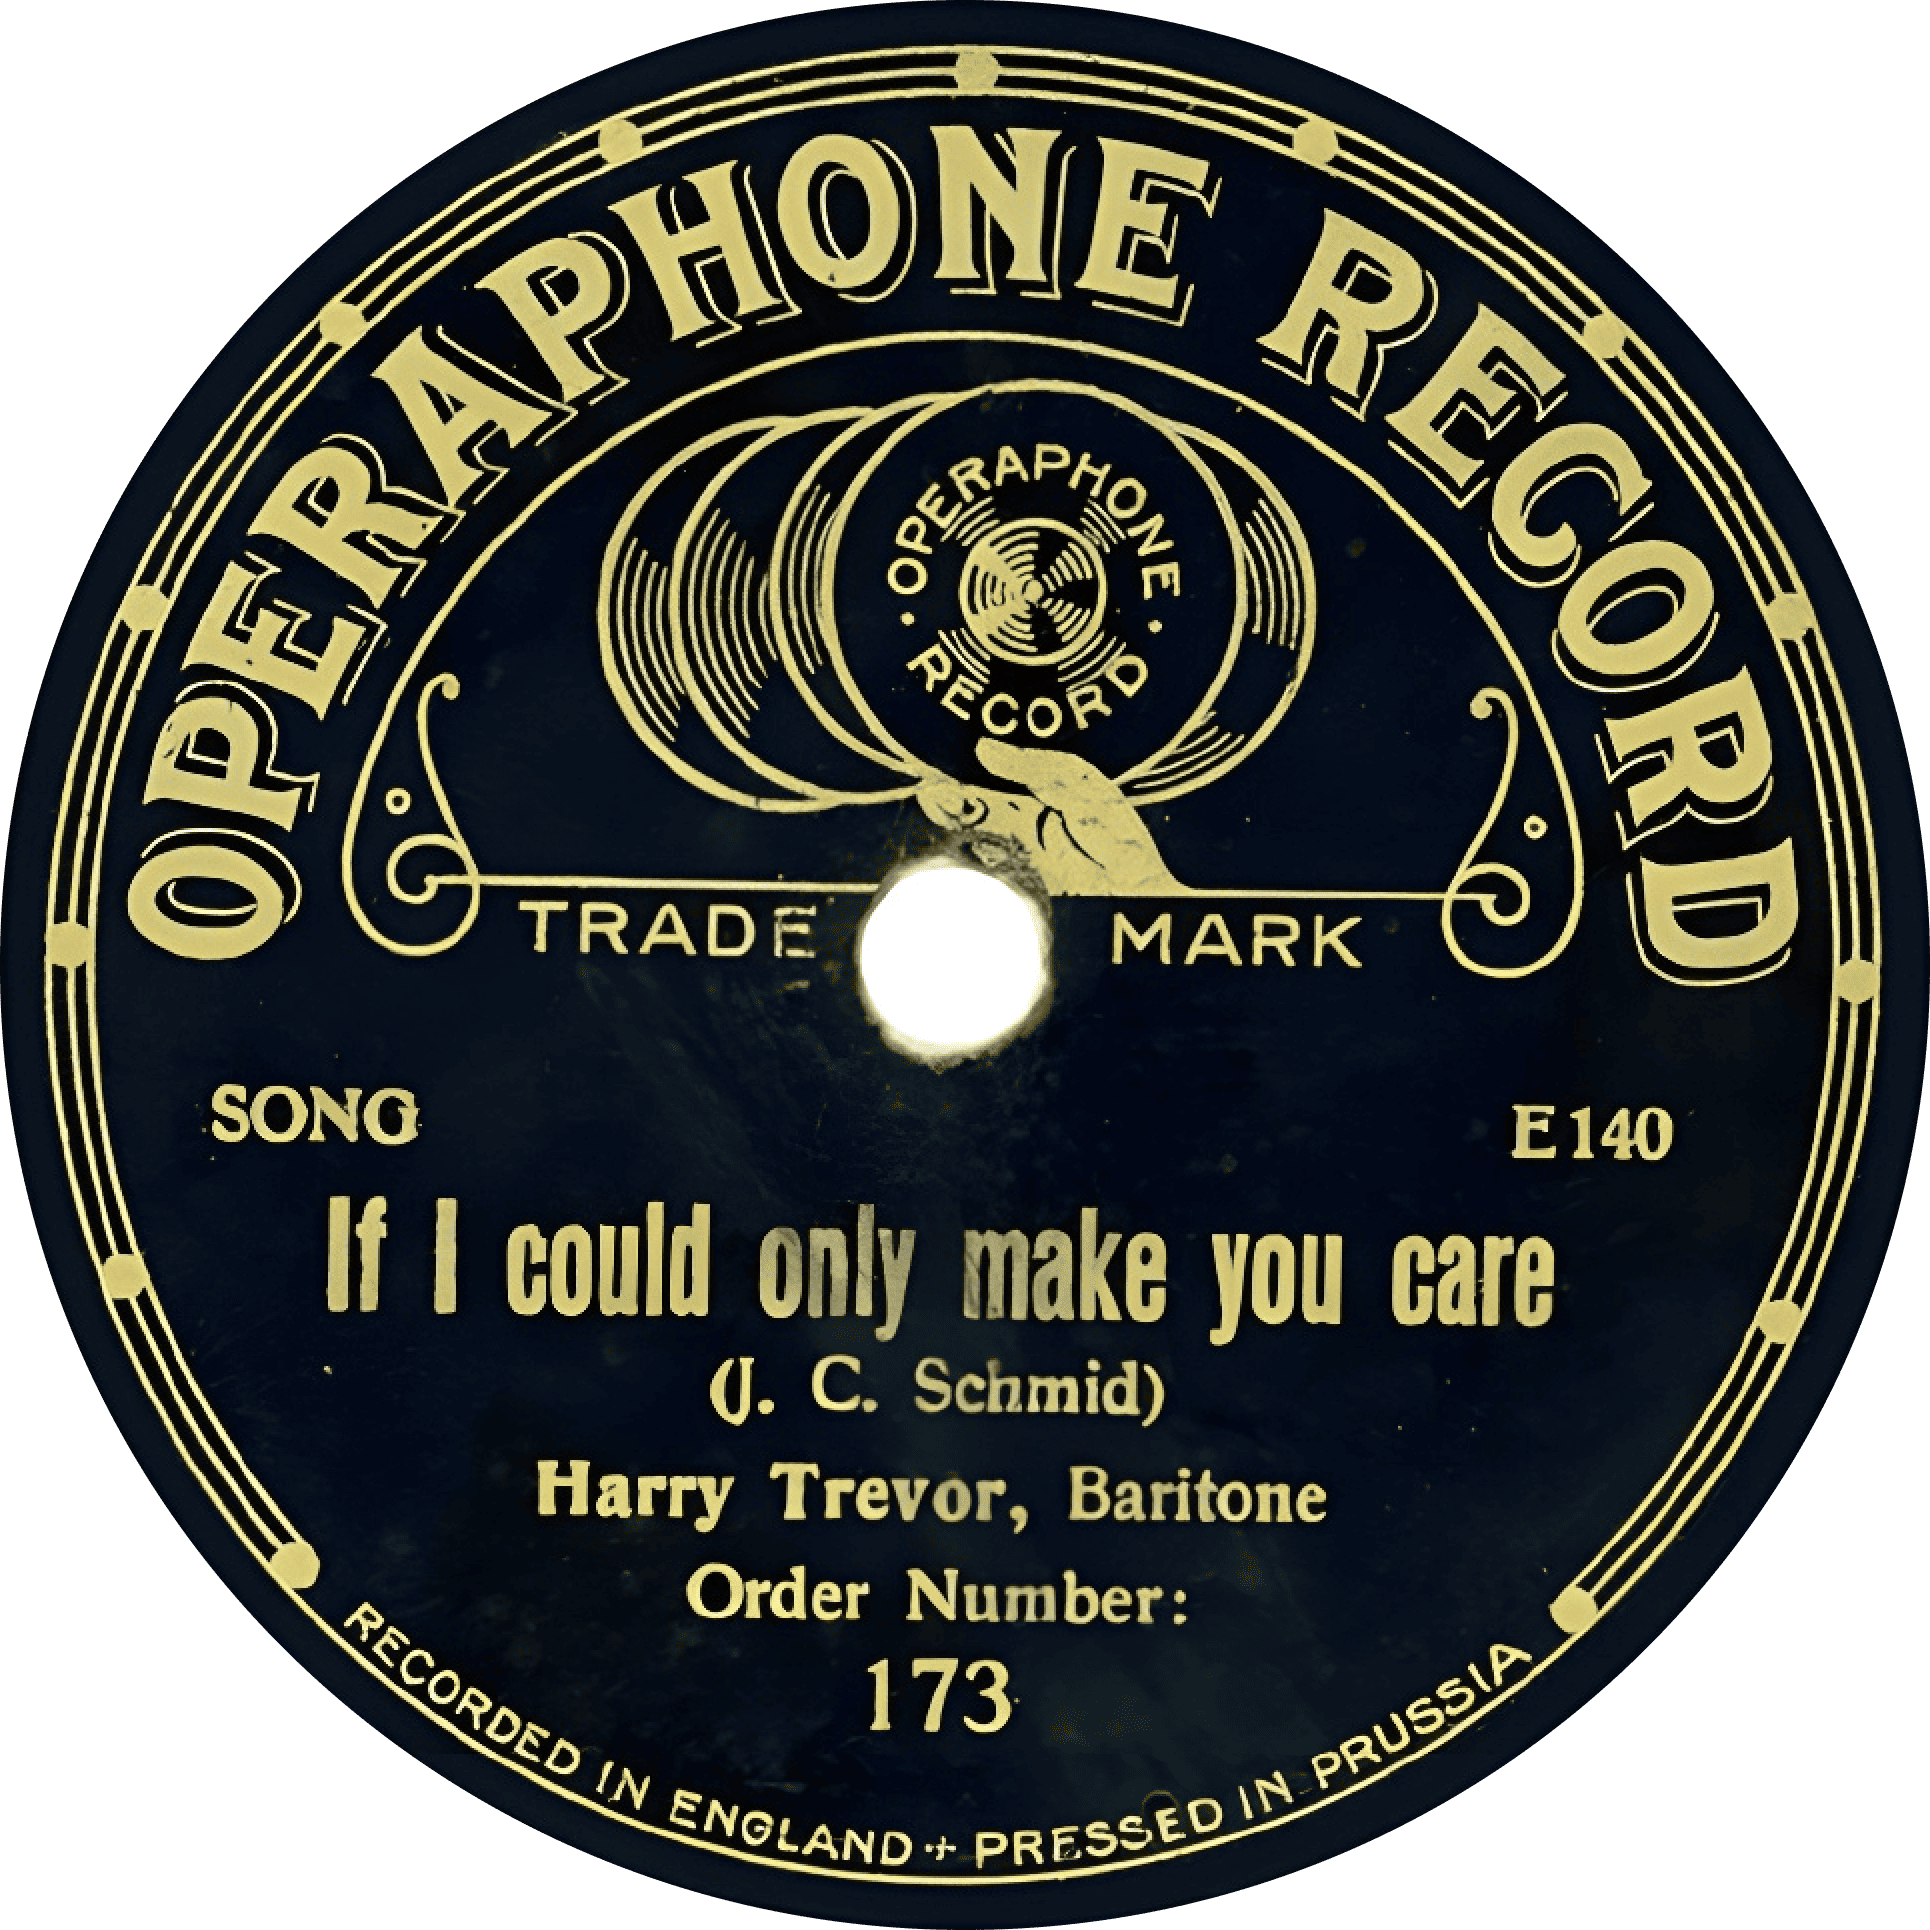 OPERAPHONE RECORD
· OPERAPHONE ·
RECORD
TRADE MARK
SONG
E 140
If I could only make you care
(J. C. Schmid)
Harry Trevor, Baritone
Order Number:
173
RECORDED IN ENGLAND + PRESSED IN PRUSSIA